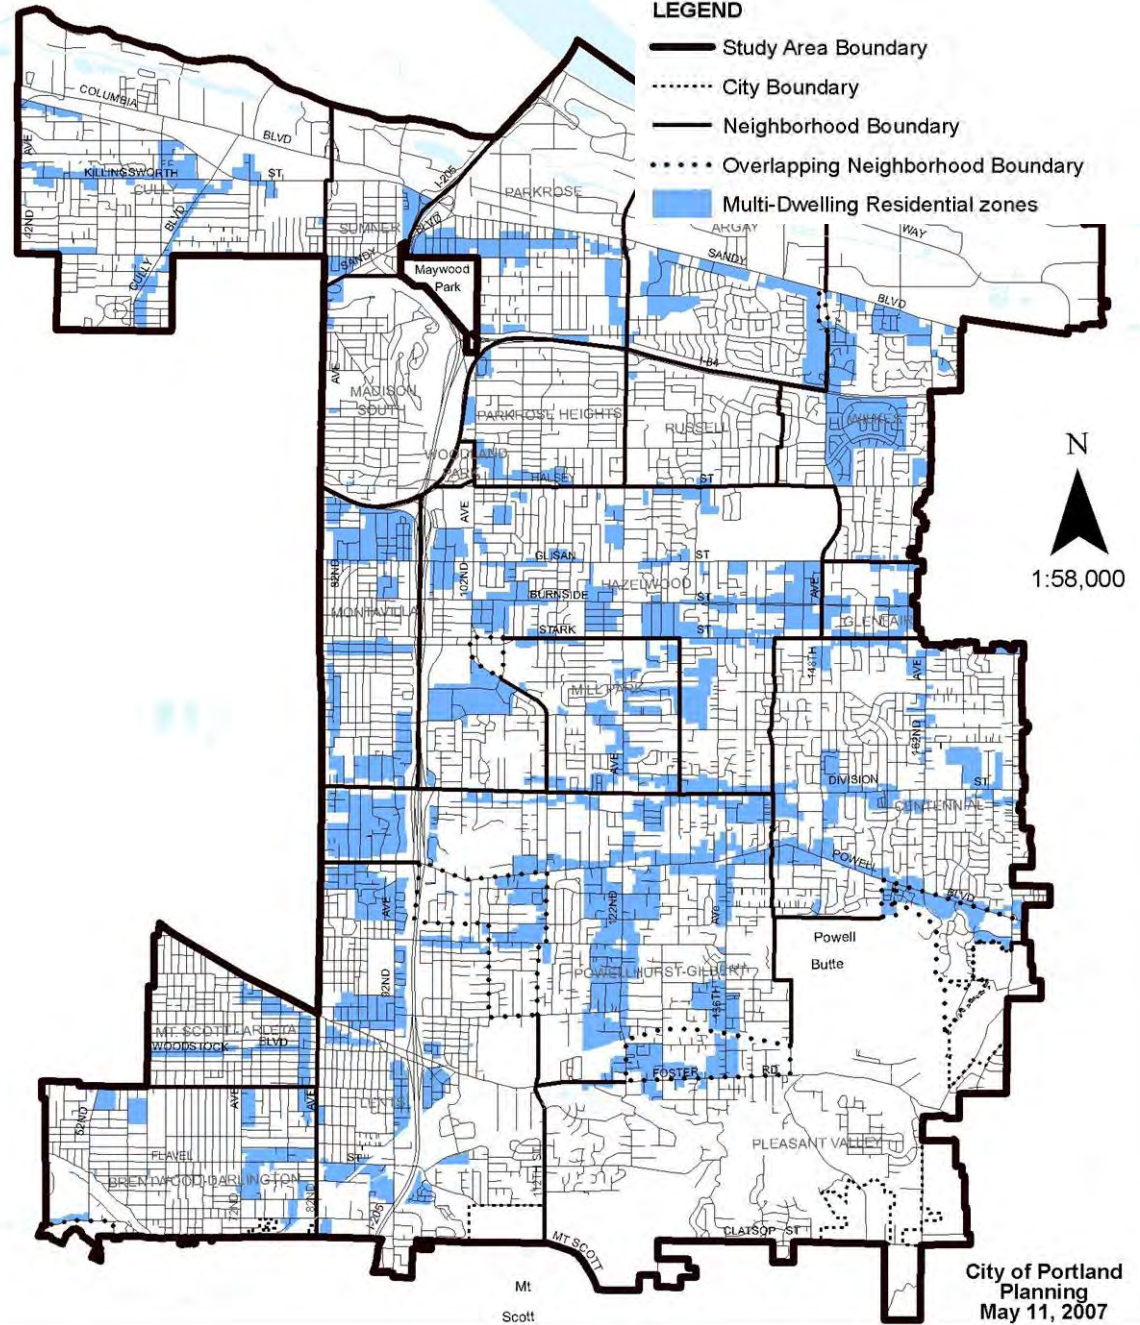 LEGEND
Study Area Boundary
City Boundary
Neighborhood Boundary
Overlapping Neighborhood Boundary
Multi-Dwelling Residential zones
COLUMBIA
BLVD
AVE
KILLINGSWORTH
ST
CULLY
I-205
PARKROSE
42ND
BLVD
SUMNER
BLVD
ARGAY
WAY
SANDY
SANDY
CULLY
Maywood
Park
BLVD
I-84
AVE
MADISON
SOUTH
PARKROSE HEIGHTS
RUSSELL
WILKES
N
WOODLAND
PARK
HALSEY
ST
AVE
1:58,000
GLISAN
ST
82ND
102ND
HAZELWOOD
AVE
BURNSIDE
ST
MONTAVILLA
GLENFAIR
STARK
ST
148TH
AVE
MILL PARK
162ND
AVE
DIVISION
ST
CENTENNIAL
POWELL
BLVD
AVE
122ND
AVE
Powell
Butte
92ND
POWELLHURST-GILBERT
136TH
MT. SCOTT-ARLETA
WOODSTOCK
BLVD
FOSTER
RD
AVE
AVE
LENTS
52ND
PLEASANT VALLEY
FLAVEL
ST
BRENTWOOD-DARLINGTON
112TH ST
72ND
82ND
I-205
CLATSOP ST
MT SCOTT
Mt
Scott
City of Portland
Planning
May 11, 2007